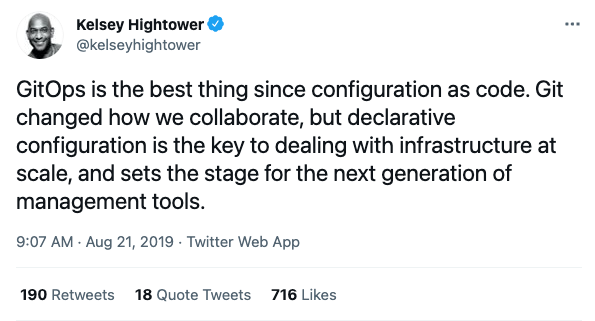 Kelsey Hightower
@kelseyhightower
GitOps is the best thing since configuration as code. Git
changed how we collaborate, but declarative
configuration is the key to dealing with infrastructure at
scale, and sets the stage for the next generation of
management tools.
9:07 AM · Aug 21, 2019 · Twitter Web App
190 Retweets 18 Quote Tweets 716 Likes